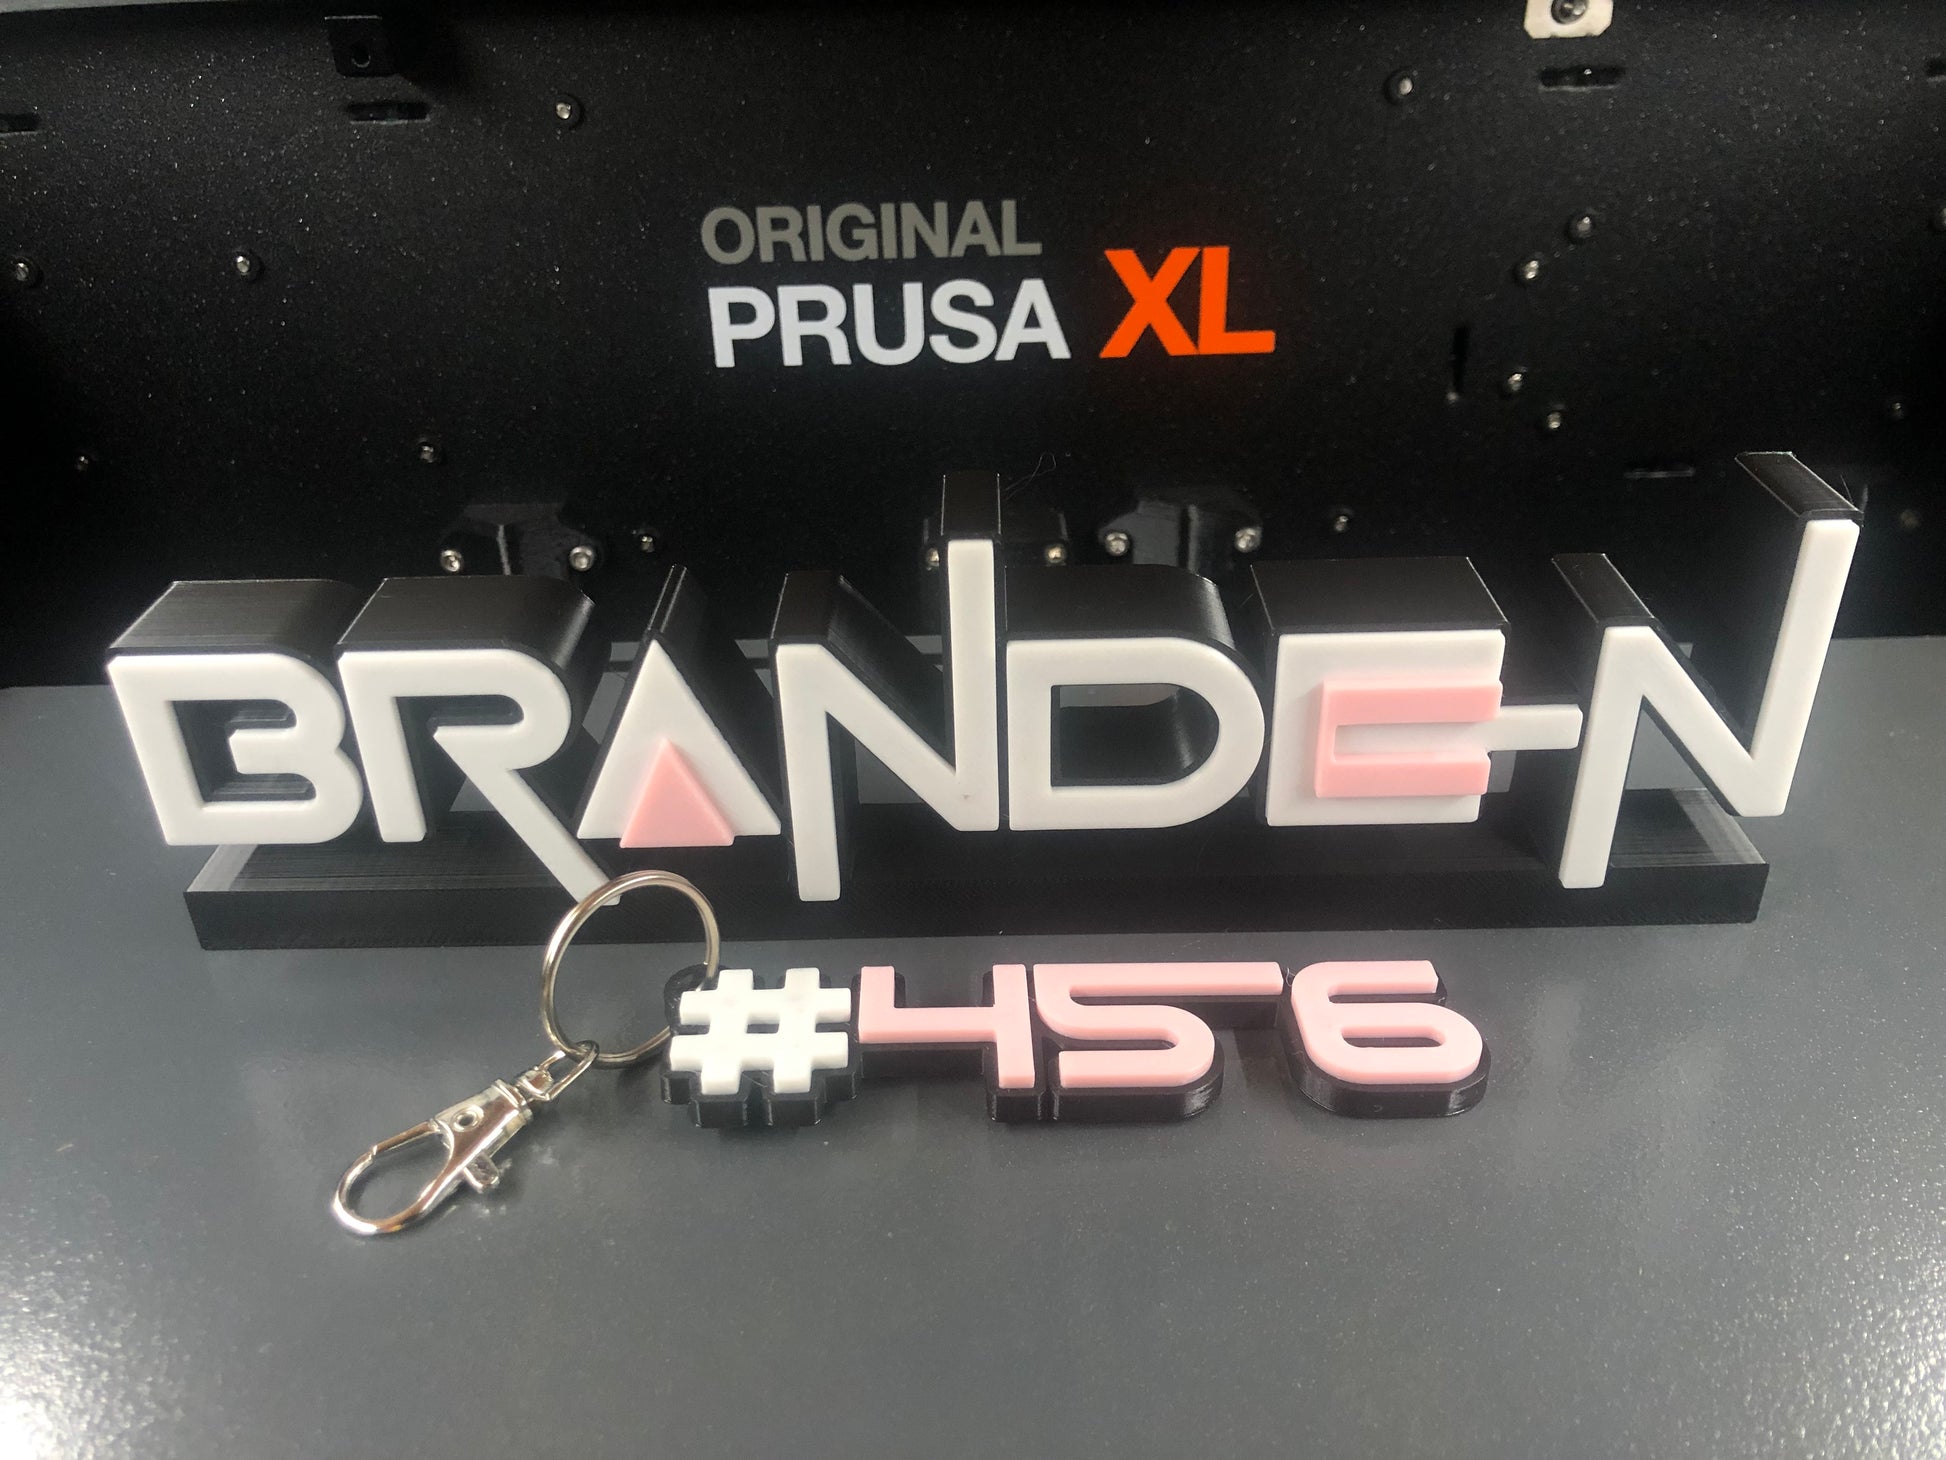 ORIGINAL
PRUSA XL
BRANDEN
#456